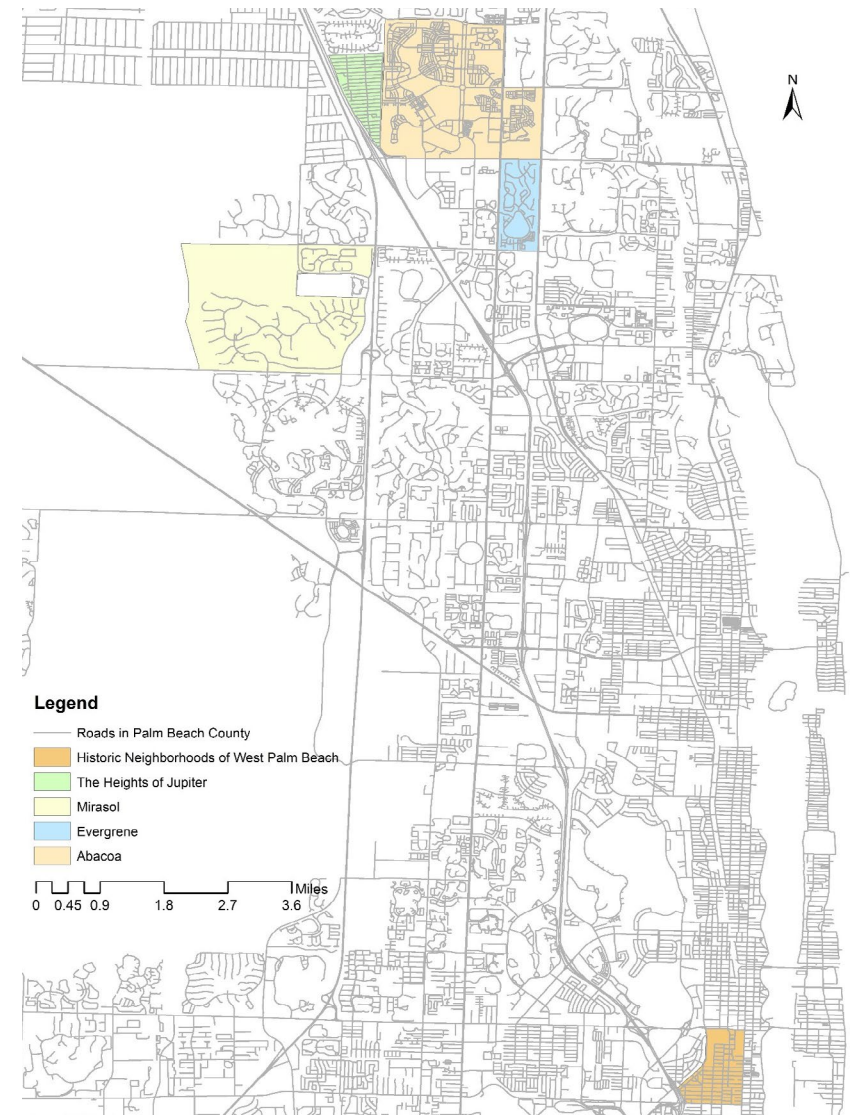 N
Legend
Roads in Palm Beach County
Historic Neighborhoods of West Palm Beach
The Heights of Jupiter
Mirasol
Evergrene
Abacoa
Miles
0 0.45 0.9 1.8 2.7 3.6